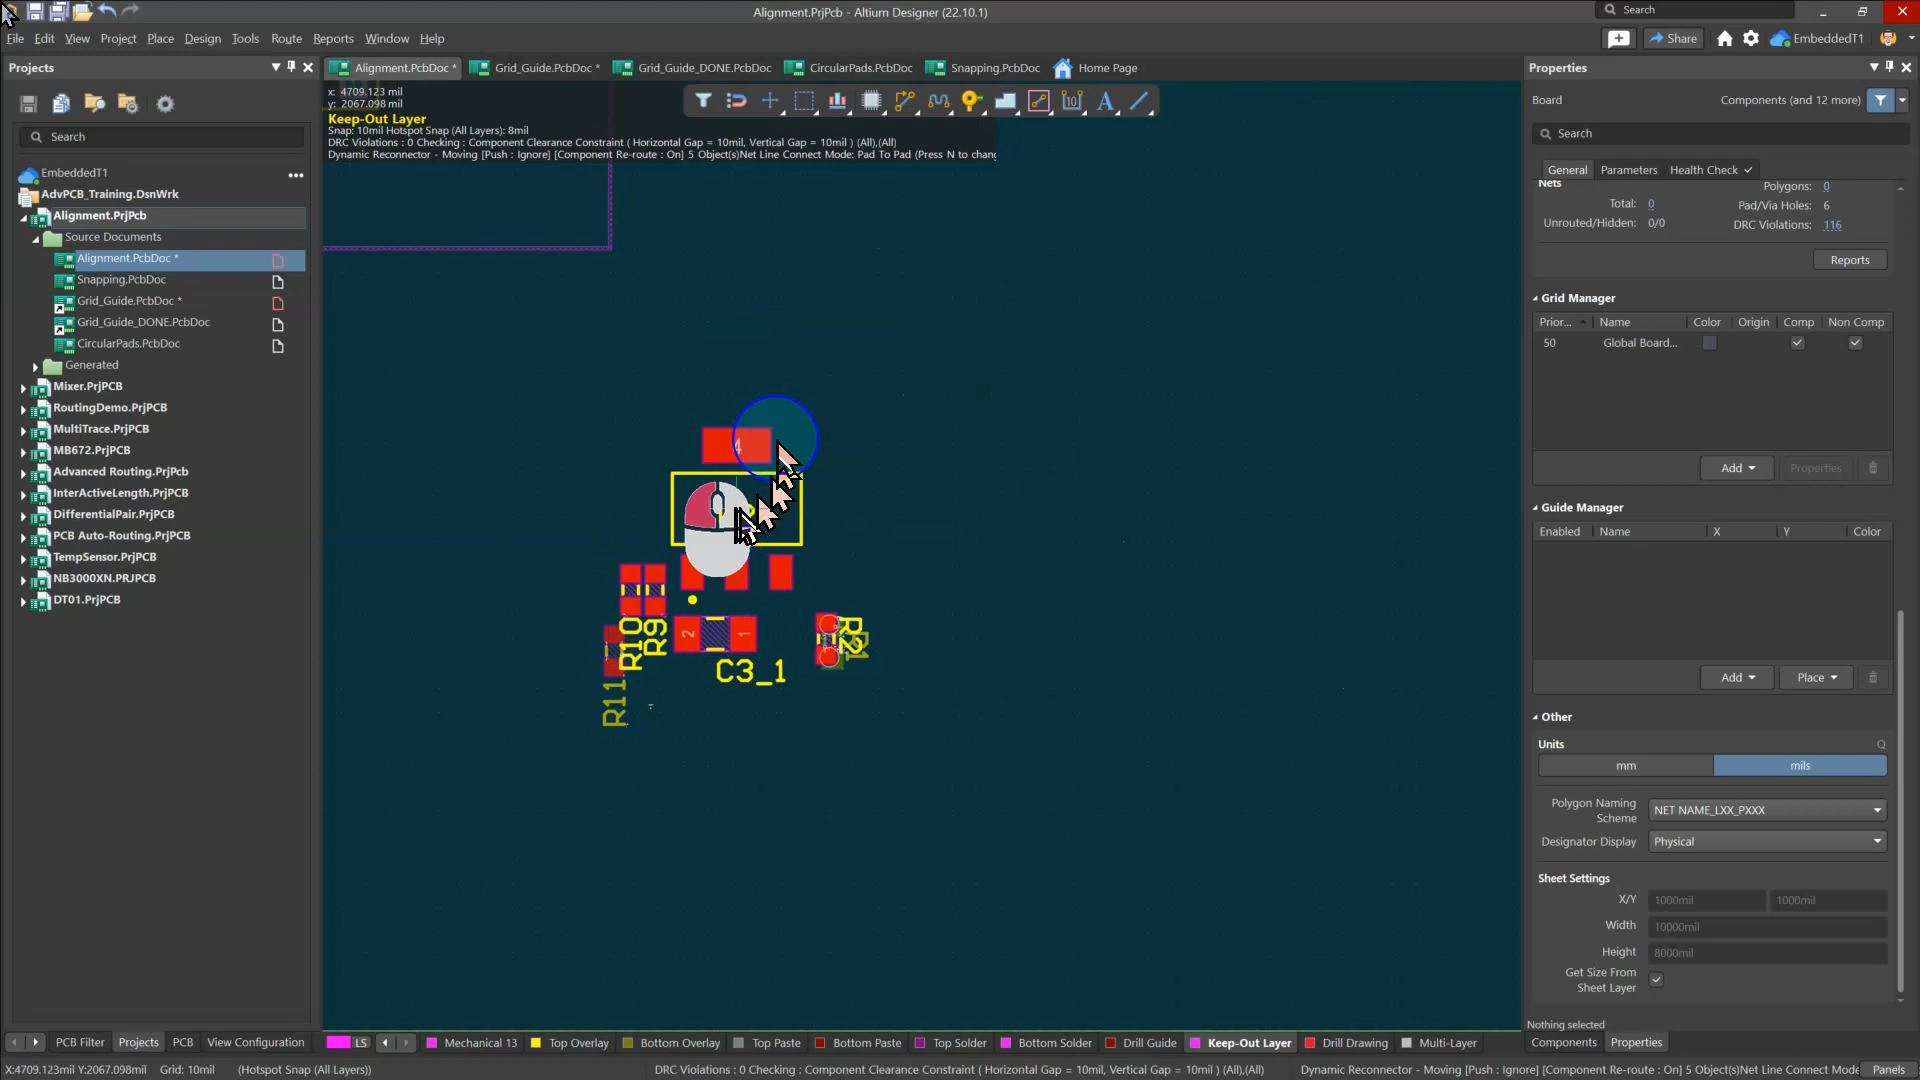 Alignment.PrjPcb - Altium Designer (22.10.1)
Search
File Edit View Project Place Design Tools Route Reports Window Help
Share
EmbeddedT1
Projects
Alignment.PcbDoc *
Grid_Guide.PcbDoc *
Grid_Guide_DONE.PcbDoc
CircularPads.PcbDoc
Snapping.PcbDoc
Home Page
Properties
x: 4709.123 mil
y: 2067.098 mil
Keep-Out Layer
Snap: 10mil Hotspot Snap (All Layers): 8mil
DRC Violations : 0 Checking : Component Clearance Constraint ( Horizontal Gap = 10mil, Vertical Gap = 10mil ) (All),(All)
Dynamic Reconnector - Moving [Push : Ignore] [Component Re-route : On] 5 Object(s)Net Line Connect Mode: Pad To Pad (Press N to chang
Search
EmbeddedT1
AdvPCB_Training.DsnWrk
Alignment.PrjPcb
Source Documents
Alignment.PcbDoc *
Snapping.PcbDoc
Grid_Guide.PcbDoc *
Grid_Guide_DONE.PcbDoc
CircularPads.PcbDoc
Generated
Mixer.PrjPCB
RoutingDemo.PrjPCB
MultiTrace.PrjPCB
MB672.PrjPCB
Advanced Routing.PrjPcb
InterActiveLength.PrjPCB
DifferentialPair.PrjPCB
PCB Auto-Routing.PrjPCB
TempSensor.PrjPCB
NB3000XN.PRJPCB
DT01.PrjPCB
4
2
1
R10
R9
R11
C3_1
R2
R1
Board
Components (and 12 more)
Search
General
Parameters
Health Check
Nets
Polygons: 0
Total: 0
Pad/Via Holes: 6
Unrouted/Hidden: 0/0
DRC Violations: 116
Reports
Grid Manager
Prior... Name Color Origin Comp Non Comp
50 Global Board...
Add
Properties
Guide Manager
Enabled Name X Y Color
Add
Place
Other
Units
mm
mils
Polygon Naming Scheme
NET NAME_LXX_PXXX
Designator Display
Physical
Sheet Settings
X/Y
1000mil
1000mil
Width
10000mil
Height
8000mil
Get Size From Sheet Layer
Nothing selected
Components
Properties
PCB Filter
Projects
PCB
View Configuration
LS
Mechanical 13
Top Overlay
Bottom Overlay
Top Paste
Bottom Paste
Top Solder
Bottom Solder
Drill Guide
Keep-Out Layer
Drill Drawing
Multi-Layer
X:4709.123mil Y:2067.098mil
Grid: 10mil
(Hotspot Snap (All Layers))
DRC Violations : 0 Checking : Component Clearance Constraint ( Horizontal Gap = 10mil, Vertical Gap = 10mil ) (All),(All)
Dynamic Reconnector - Moving [Push : Ignore] [Component Re-route : On] 5 Object(s)Net Line Connect Mode
Panels